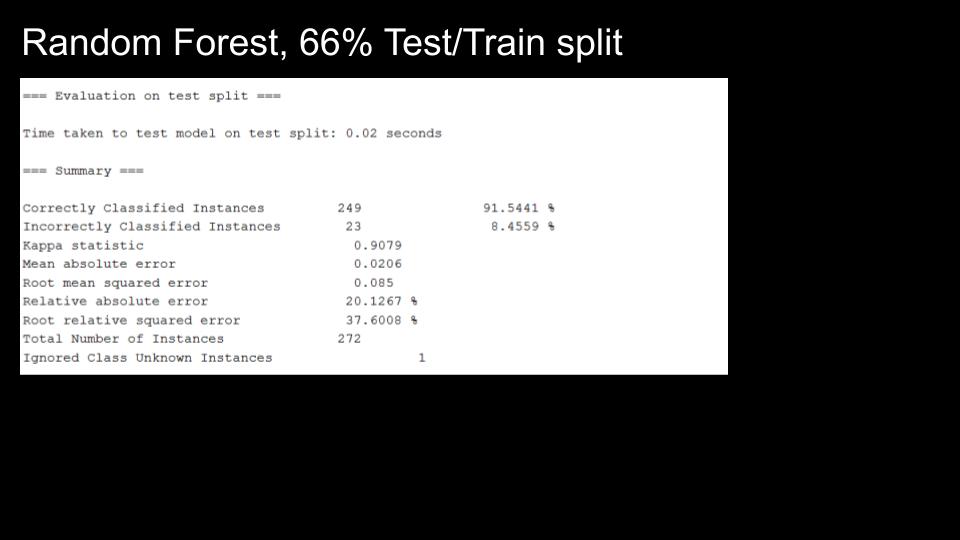 Random Forest, 66% Test/Train split
=== Evaluation on test split ===
Time taken to test model on test split: 0.02 seconds
=== Summary ===
Correctly Classified Instances 249 91.5441 %
Incorrectly Classified Instances 23 8.4559 %
Kappa statistic 0.9079
Mean absolute error 0.0206
Root mean squared error 0.085
Relative absolute error 20.1267 %
Root relative squared error 37.6008 %
Total Number of Instances 272
Ignored Class Unknown Instances 1